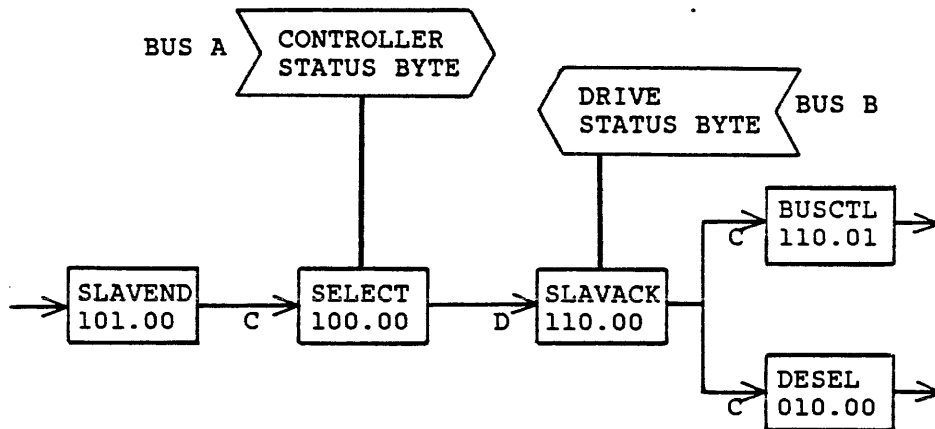 BUS A
CONTROLLER
STATUS BYTE
DRIVE
STATUS BYTE
BUS B
SLAVEND
101.00
C
SELECT
100.00
D
SLAVACK
110.00
C
BUSCTL
110.01
C
DESEL
010.00